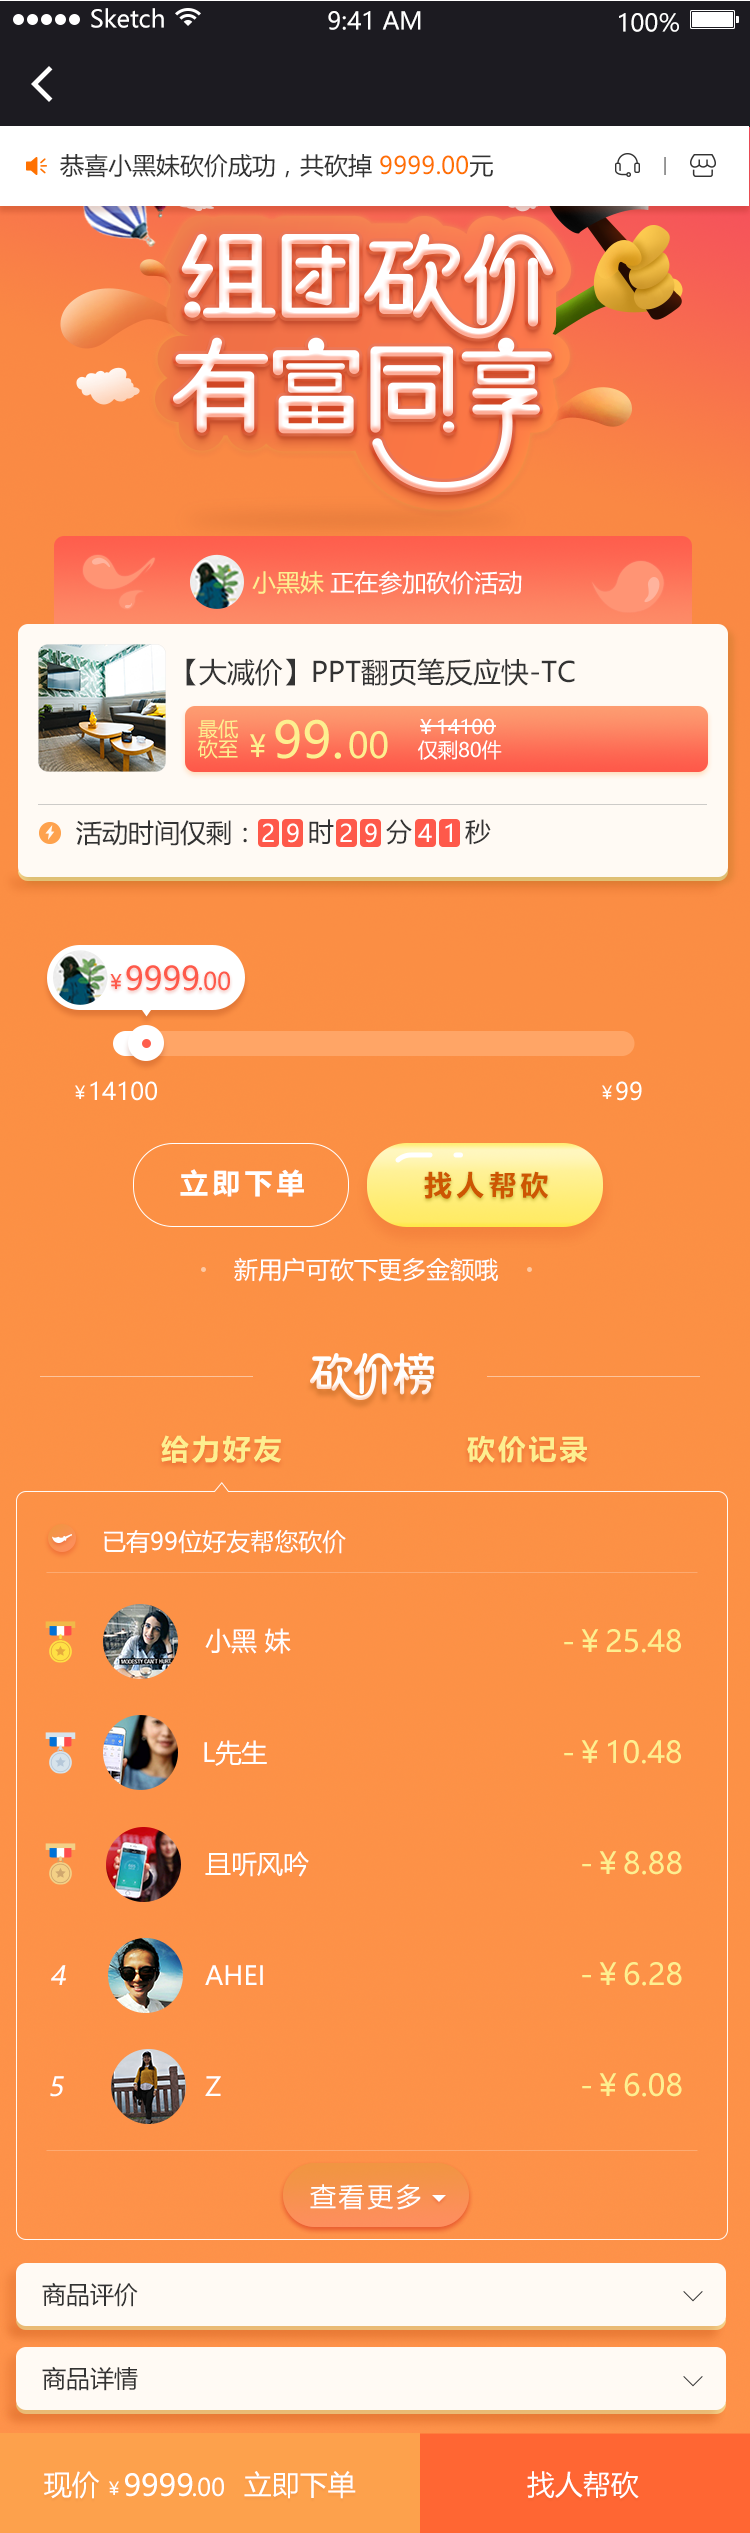 Sketch 9:41 AM 100%
恭喜小黑妹砍价成功，共砍掉 9999.00元
组团砍价
有富同享
小黑妹 正在参加砍价活动
【大减价】PPT翻页笔反应快-TC
最低
砍至 ¥ 99.00
¥14100
仅剩80件
活动时间仅剩：29时29分41秒
¥9999.00
¥14100 ¥99
立即下单 找人帮砍
新用户可砍下更多金额哦
砍价榜
给力好友 砍价记录
已有99位好友帮您砍价
小黑 妹 - ¥ 25.48
MODESTY CAN'T HURT
L先生 - ¥ 10.48
且听风吟 - ¥ 8.88
4 AHEI - ¥ 6.28
5 Z - ¥ 6.08
查看更多
商品评价
商品详情
现价 ¥9999.00 立即下单 找人帮砍